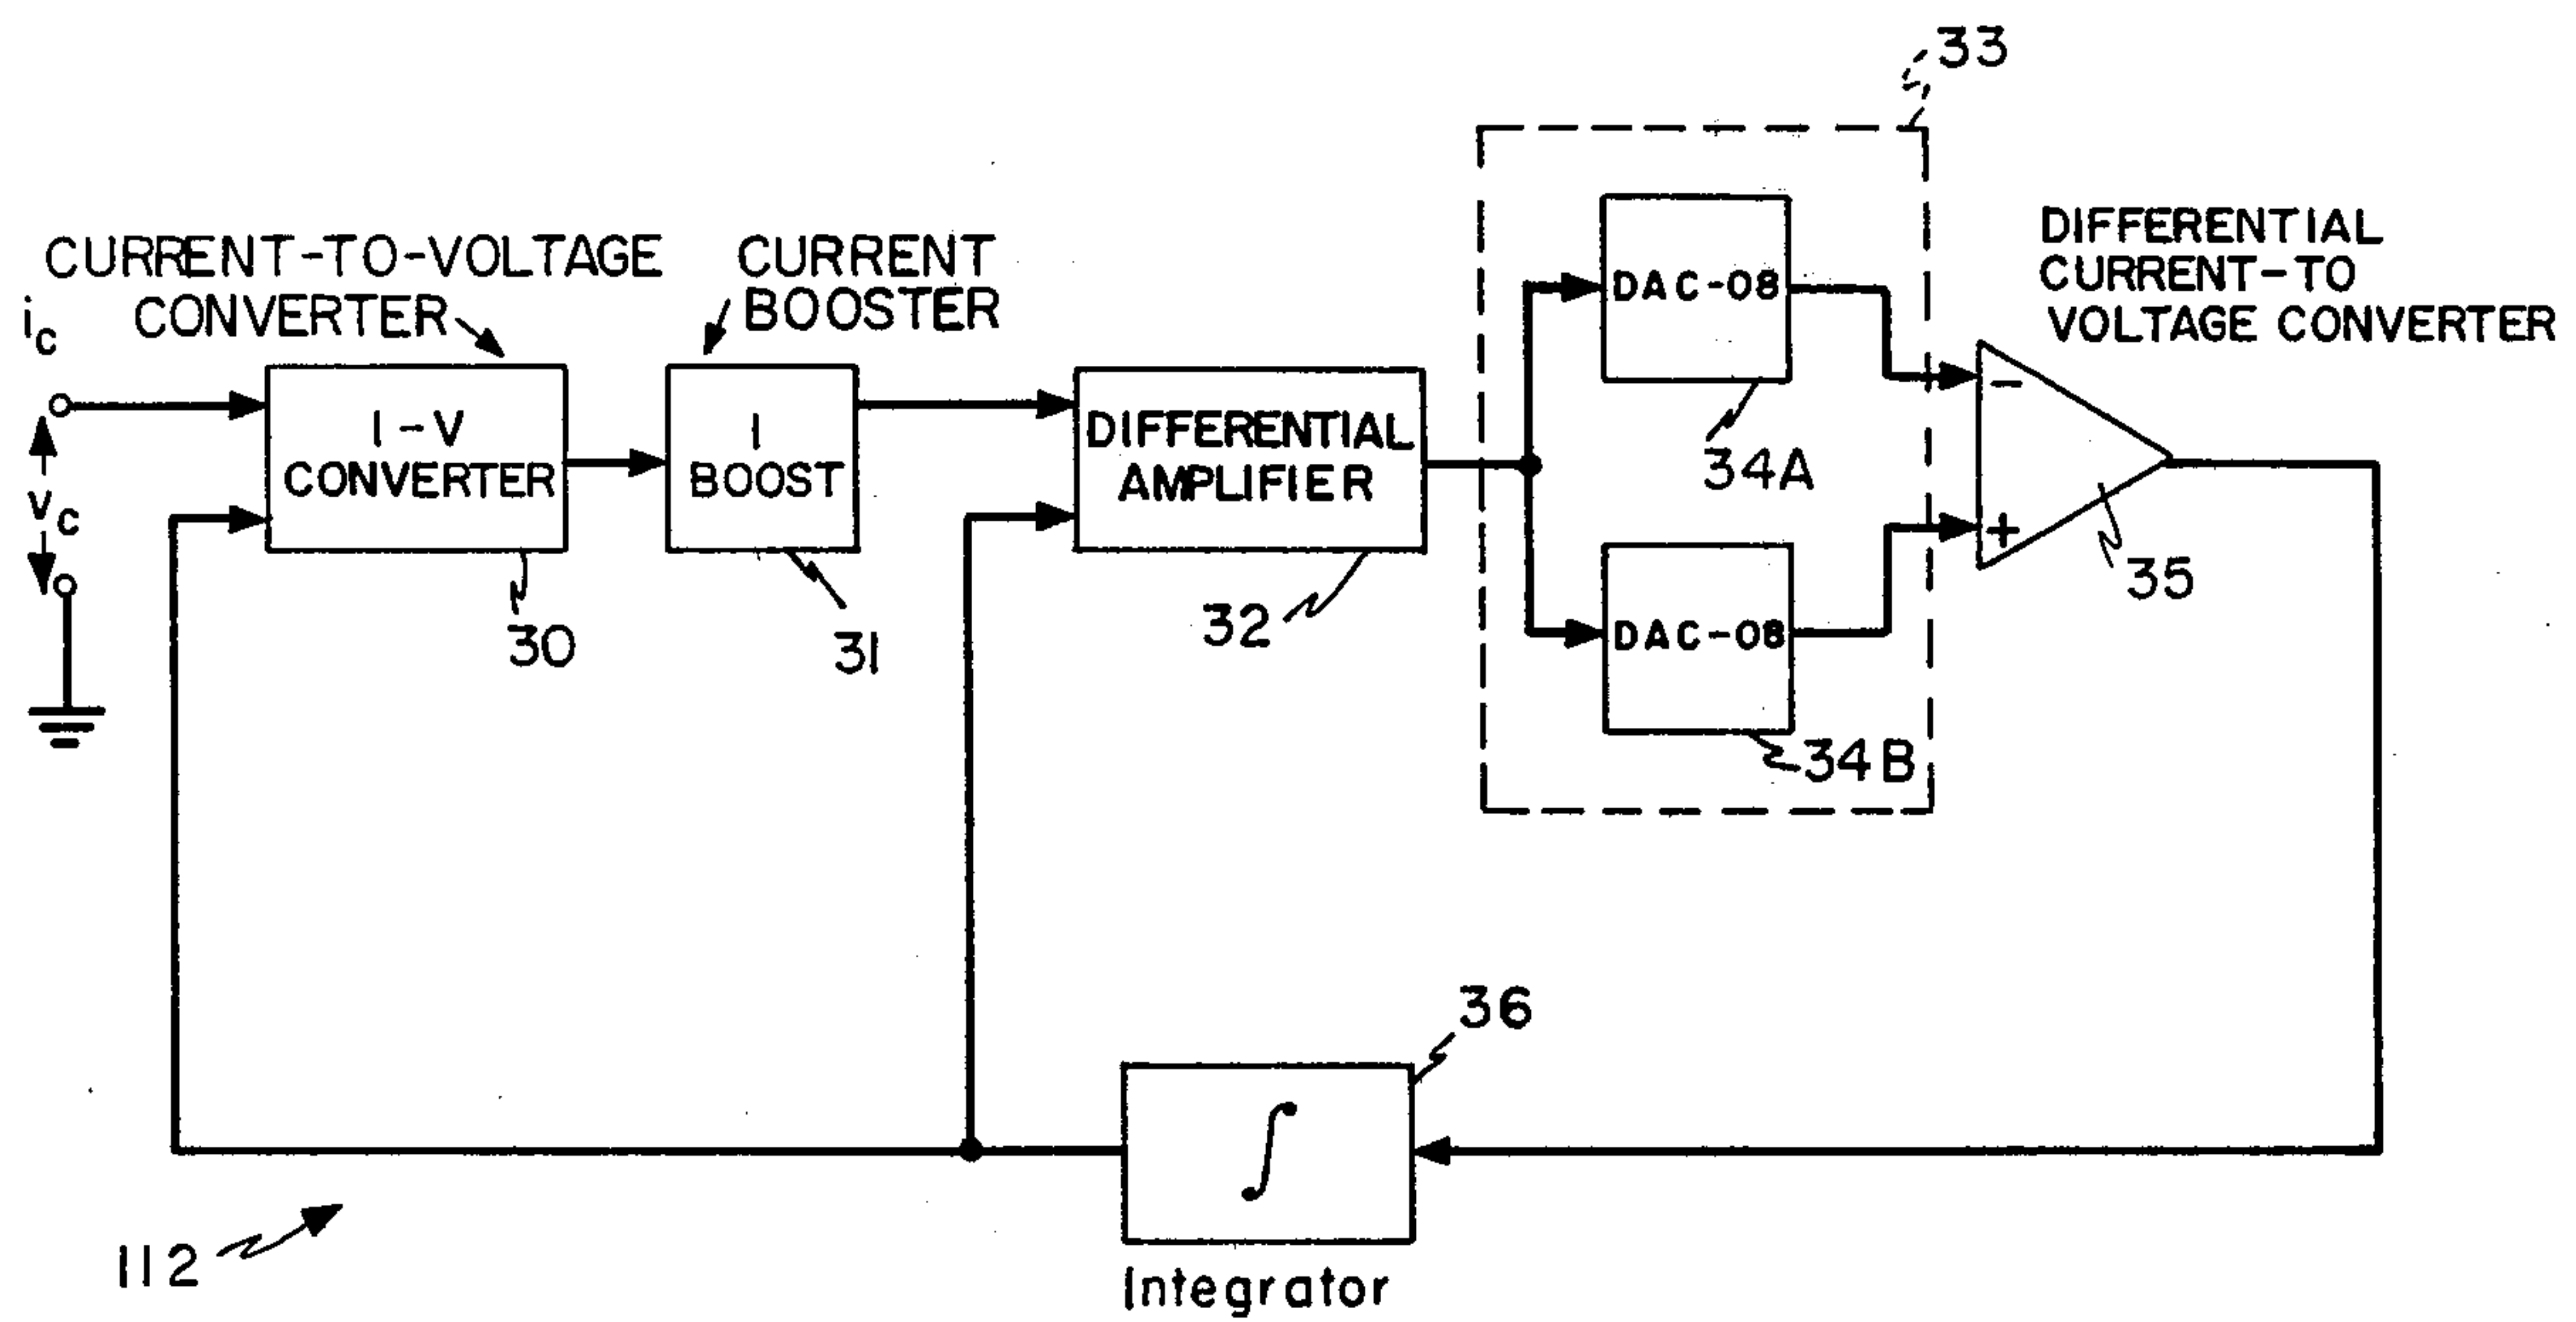 33
CURRENT-TO-VOLTAGE
CONVERTER
CURRENT
BOOSTER
DIFFERENTIAL
CURRENT-TO
VOLTAGE CONVERTER
ic
vc
I-V
CONVERTER
I
BOOST
DIFFERENTIAL
AMPLIFIER
DAC-08
34A
DAC-08
34B
-
+
35
30
31
32
36
∫
Integrator
112